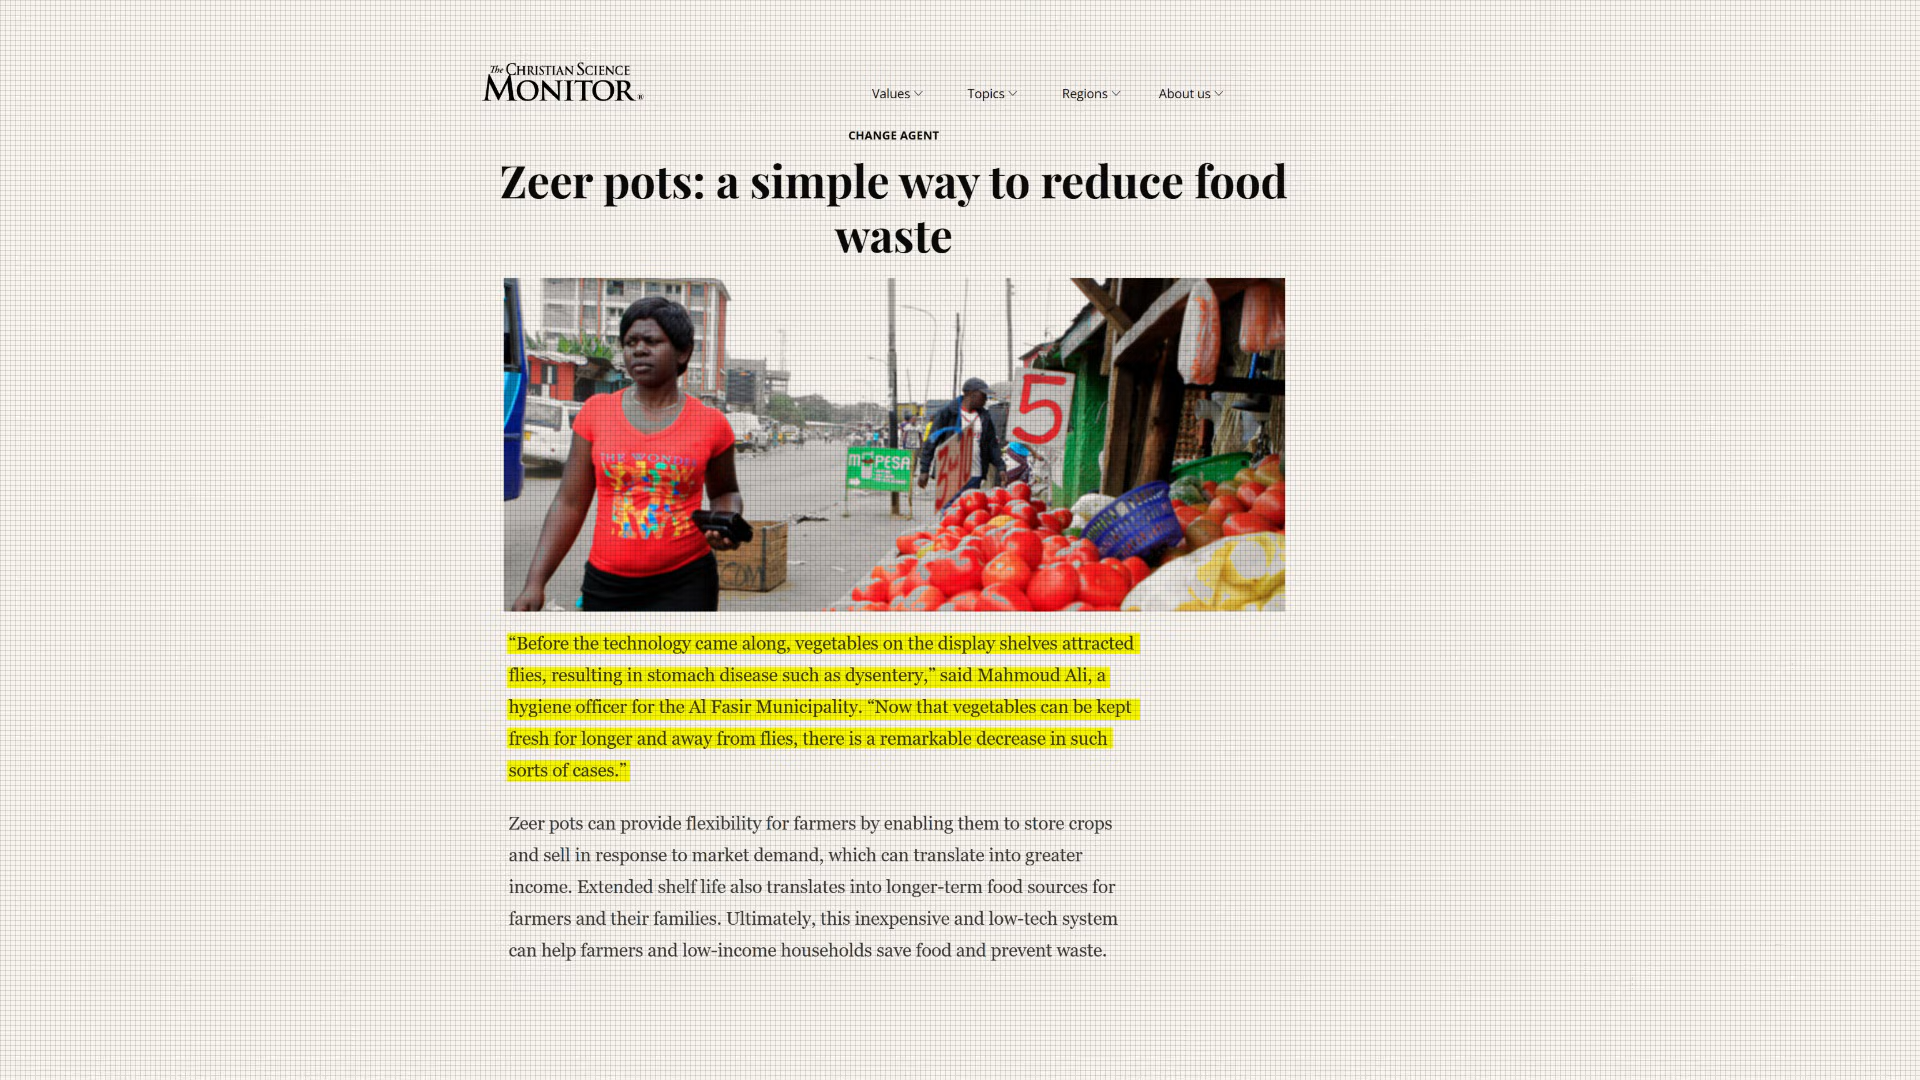 The CHRISTIAN SCIENCE
MONITOR
Values
Topics
Regions
About us
CHANGE AGENT
Zeer pots: a simple way to reduce food
waste
THE WONDE
5
M PESA
“Before the technology came along, vegetables on the display shelves attracted
flies, resulting in stomach disease such as dysentery,” said Mahmoud Ali, a
hygiene officer for the Al Fasir Municipality. “Now that vegetables can be kept
fresh for longer and away from flies, there is a remarkable decrease in such
sorts of cases.”
Zeer pots can provide flexibility for farmers by enabling them to store crops
and sell in response to market demand, which can translate into greater
income. Extended shelf life also translates into longer-term food sources for
farmers and their families. Ultimately, this inexpensive and low-tech system
can help farmers and low-income households save food and prevent waste.